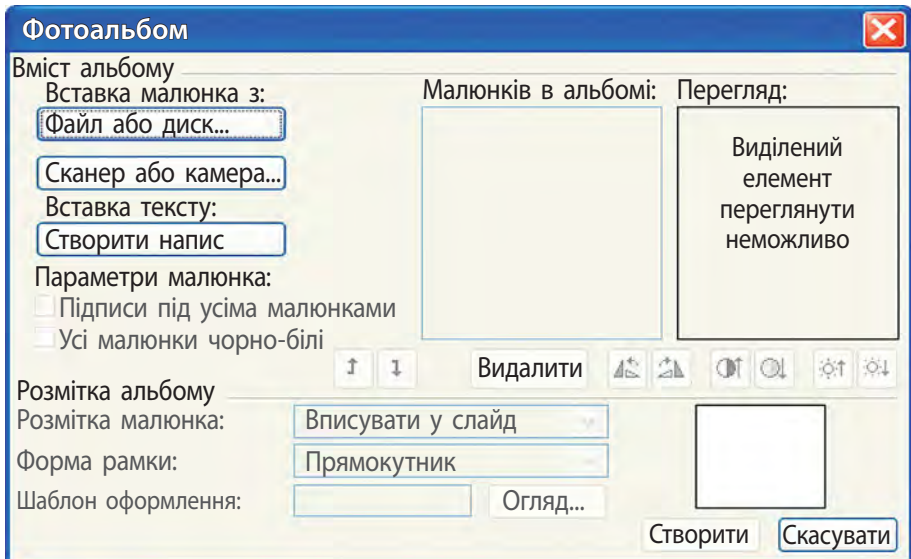 Фотоальбом
Вміст альбому
Вставка малюнка з:
Файл або диск...
Сканер або камера...
Вставка тексту:
Створити напис
Параметри малюнка:
Підписи під усіма малюнками
Усі малюнки чорно-білі
Малюнків в альбомі:
Перегляд:
Виділений
елемент
переглянути
неможливо
Видалити
Розмітка альбому
Розмітка малюнка:
Вписувати у слайд
Форма рамки:
Прямокутник
Шаблон оформлення:
Огляд...
Створити
Скасувати